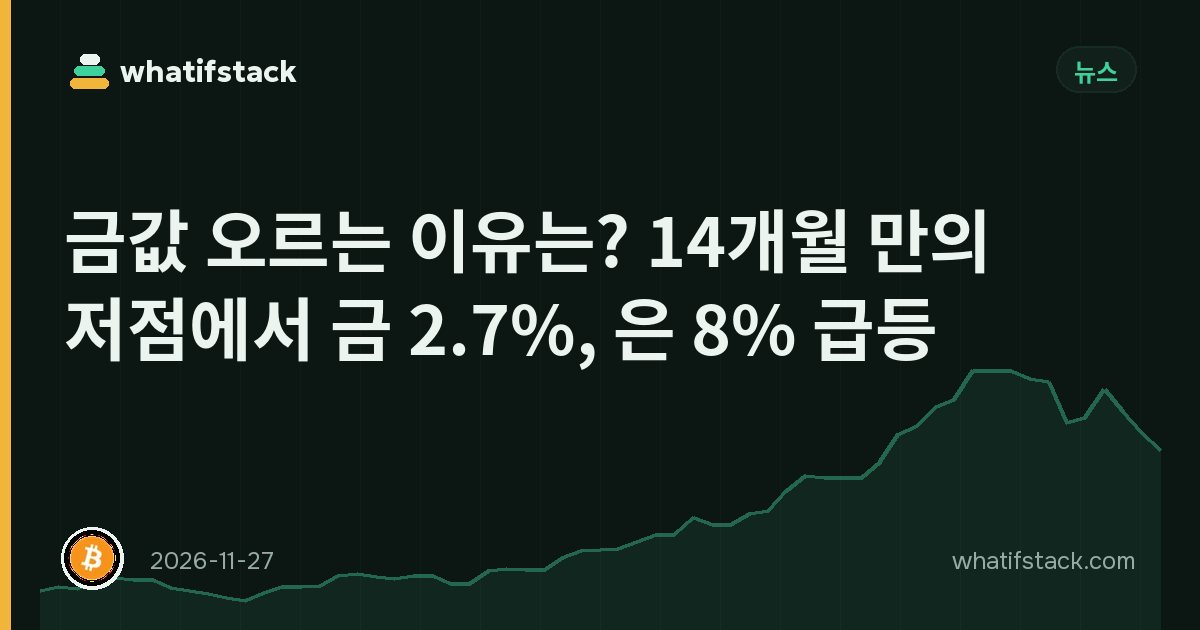 whatifstack
뉴스
금값 오르는 이유는? 14개월 만의
저점에서 금 2.7%, 은 8% 급등
2026-11-27
whatifstack.com